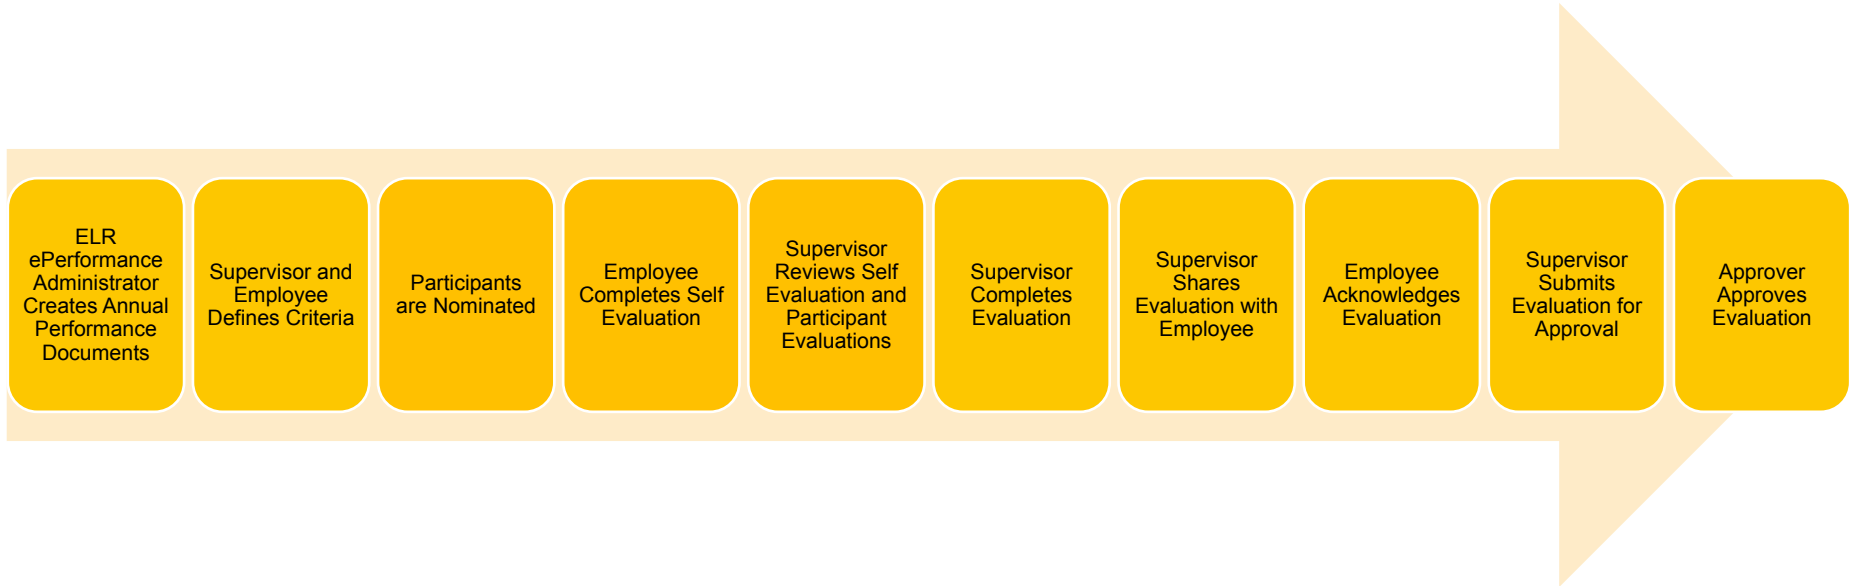 ELR
ePerformance
Administrator
Creates Annual
Performance
Documents
Supervisor and
Employee
Defines Criteria
Participants
are Nominated
Employee
Completes Self
Evaluation
Supervisor
Reviews Self
Evaluation and
Participant
Evaluations
Supervisor
Completes
Evaluation
Supervisor
Shares
Evaluation with
Employee
Employee
Acknowledges
Evaluation
Supervisor
Submits
Evaluation for
Approval
Approver
Approves
Evaluation